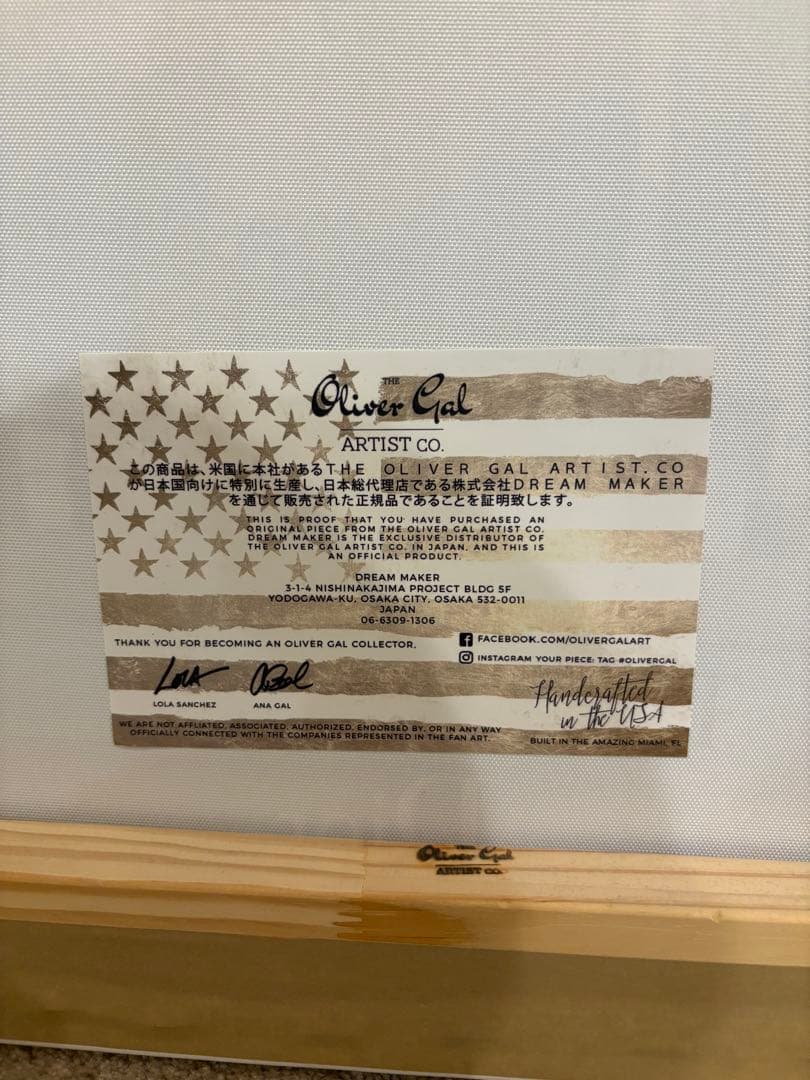 THE
Oliver Gal
ARTIST CO.
この商品は、米国に本社があるTHE OLIVER GAL ARTIST.CO
が日本国向けに特別に生産し、日本総代理店である株式会社DREAM MAKER
を通じて販売された正規品であることを証明致します。
THIS IS PROOF THAT YOU HAVE PURCHASED AN
ORIGINAL PIECE FROM THE OLIVER GAL ARTIST CO.
DREAM MAKER IS THE EXCLUSIVE DISTRIBUTOR OF
THE OLIVER GAL ARTIST CO. IN JAPAN, AND THIS IS
AN OFFICIAL PRODUCT.
DREAM MAKER
3-1-4 NISHINAKAJIMA PROJECT BLDG 5F
YODOGAWA-KU, OSAKA CITY, OSAKA 532-0011
JAPAN
06-6309-1306
THANK YOU FOR BECOMING AN OLIVER GAL COLLECTOR.
FACEBOOK.COM/OLIVERGALART
INSTAGRAM YOUR PIECE: TAG #OLIVERGAL
LOLA SANCHEZ
ANA GAL
Handcrafted
in the USA
WE ARE NOT AFFLIATED, ASSOCIATED, AUTHORIZED, ENDORSED BY, OR IN ANY WAY
OFFICIALLY CONNECTED WITH THE COMPANIES REPRESENTED IN THE FAN ART.
BUILT IN THE AMAZING MIAMI, FL
THE
Oliver Gal
ARTIST CO.